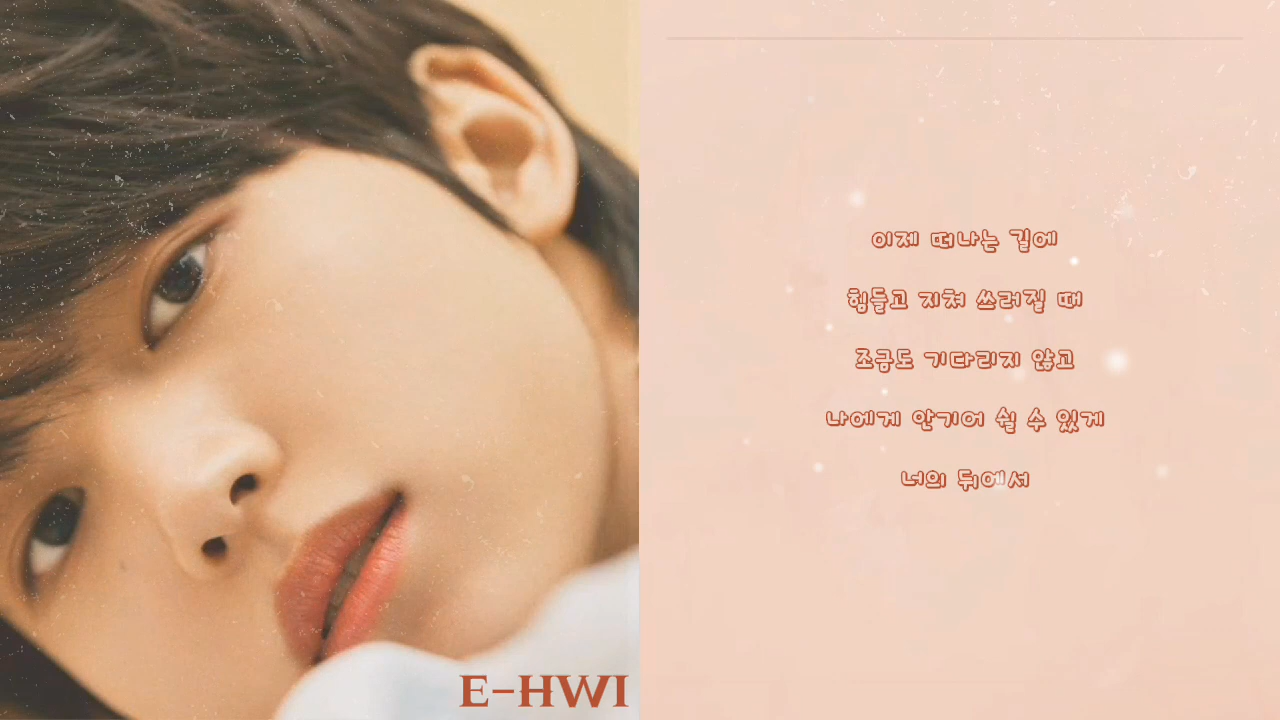 이제 떠나는 길에
힘들고 지쳐 쓰러질 때
조금도 기다리지 않고
나에게 안기어 쉴 수 있게
너의 뒤에서
E-HWI